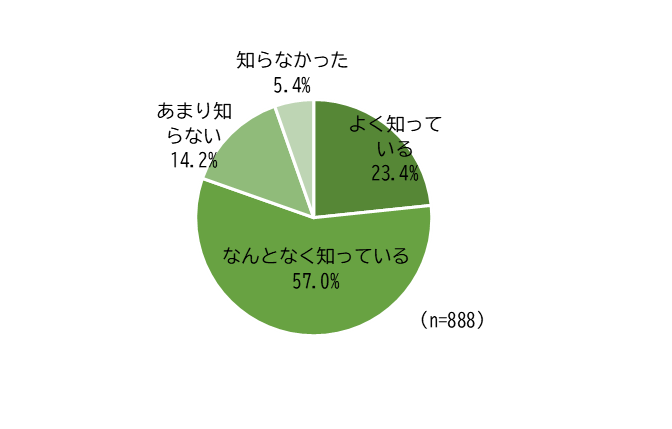 知らなかった
5.4%
あまり知
らない
14.2%
よく知って
いる
23.4%
なんとなく知っている
57.0%
(n=888)